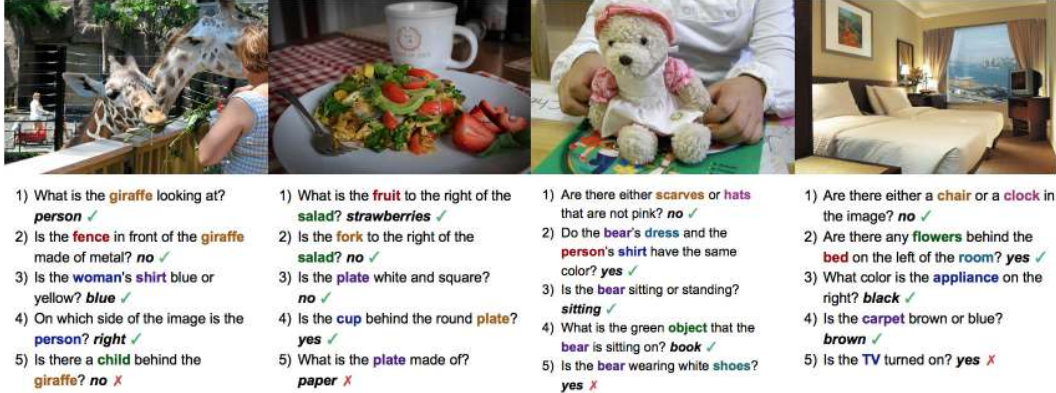 1) What is the giraffe looking at?
person ✓
2) Is the fence in front of the giraffe
made of metal? no ✓
3) Is the woman's shirt blue or
yellow? blue ✓
4) On which side of the image is the
person? right ✓
5) Is there a child behind the
giraffe? no ✗
1) What is the fruit to the right of the
salad? strawberries ✓
2) Is the fork to the right of the
salad? no ✓
3) Is the plate white and square?
no ✓
4) Is the cup behind the round plate?
yes ✓
5) What is the plate made of?
paper ✗
1) Are there either scarves or hats
that are not pink? no ✓
2) Do the bear's dress and the
person's shirt have the same
color? yes ✓
3) Is the bear sitting or standing?
sitting ✓
4) What is the green object that the
bear is sitting on? book ✓
5) Is the bear wearing white shoes?
yes ✗
1) Are there either a chair or a clock in
the image? no ✓
2) Are there any flowers behind the
bed on the left of the room? yes ✓
3) What color is the appliance on the
right? black ✓
4) Is the carpet brown or blue?
brown ✓
5) Is the TV turned on? yes ✗